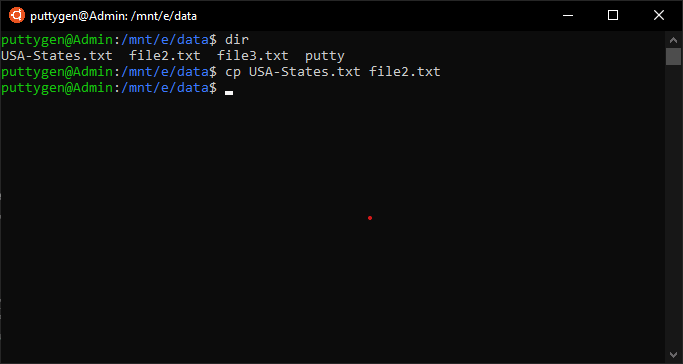 puttygen@Admin: /mnt/e/data
puttygen@Admin:/mnt/e/data$ dir
USA-States.txt  file2.txt  file3.txt  putty
puttygen@Admin:/mnt/e/data$ cp USA-States.txt file2.txt
puttygen@Admin:/mnt/e/data$